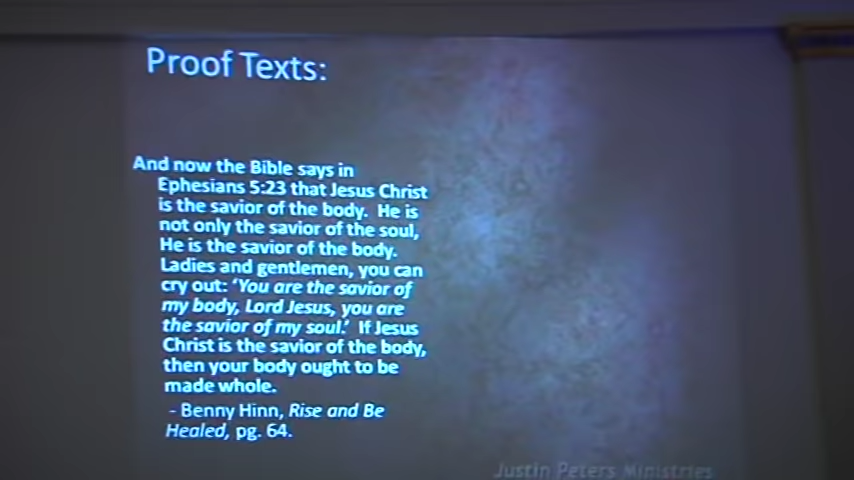 Proof Texts:
And now the Bible says in
Ephesians 5:23 that Jesus Christ
is the savior of the body.  He is
not only the savior of the soul,
He is the savior of the body.
Ladies and gentlemen, you can
cry out: ‘You are the savior of
my body, Lord Jesus, you are
the savior of my soul.’  If Jesus
Christ is the savior of the body,
then your body ought to be
made whole.
- Benny Hinn, Rise and Be
Healed, pg. 64.
Justin Peters Ministries